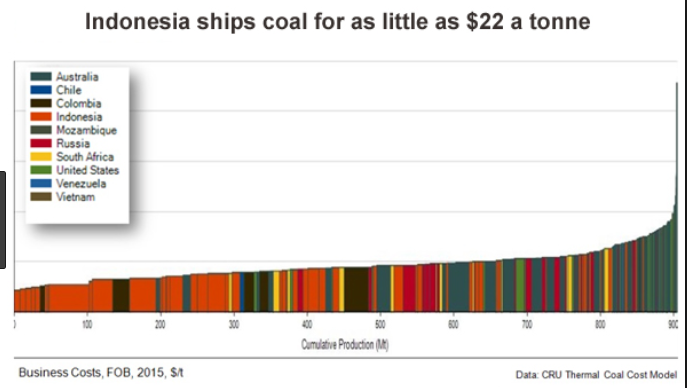 Indonesia ships coal for as little as $22 a tonne
Australia
Chile
Colombia
Indonesia
Mozambique
Russia
South Africa
United States
Venezuela
Vietnam
100 200 300 400 500 600 700 800
Cumulative Production (Mt)
Business Costs, FOB, 2015, $/t
Data: CRU Thermal Coal Cost Model